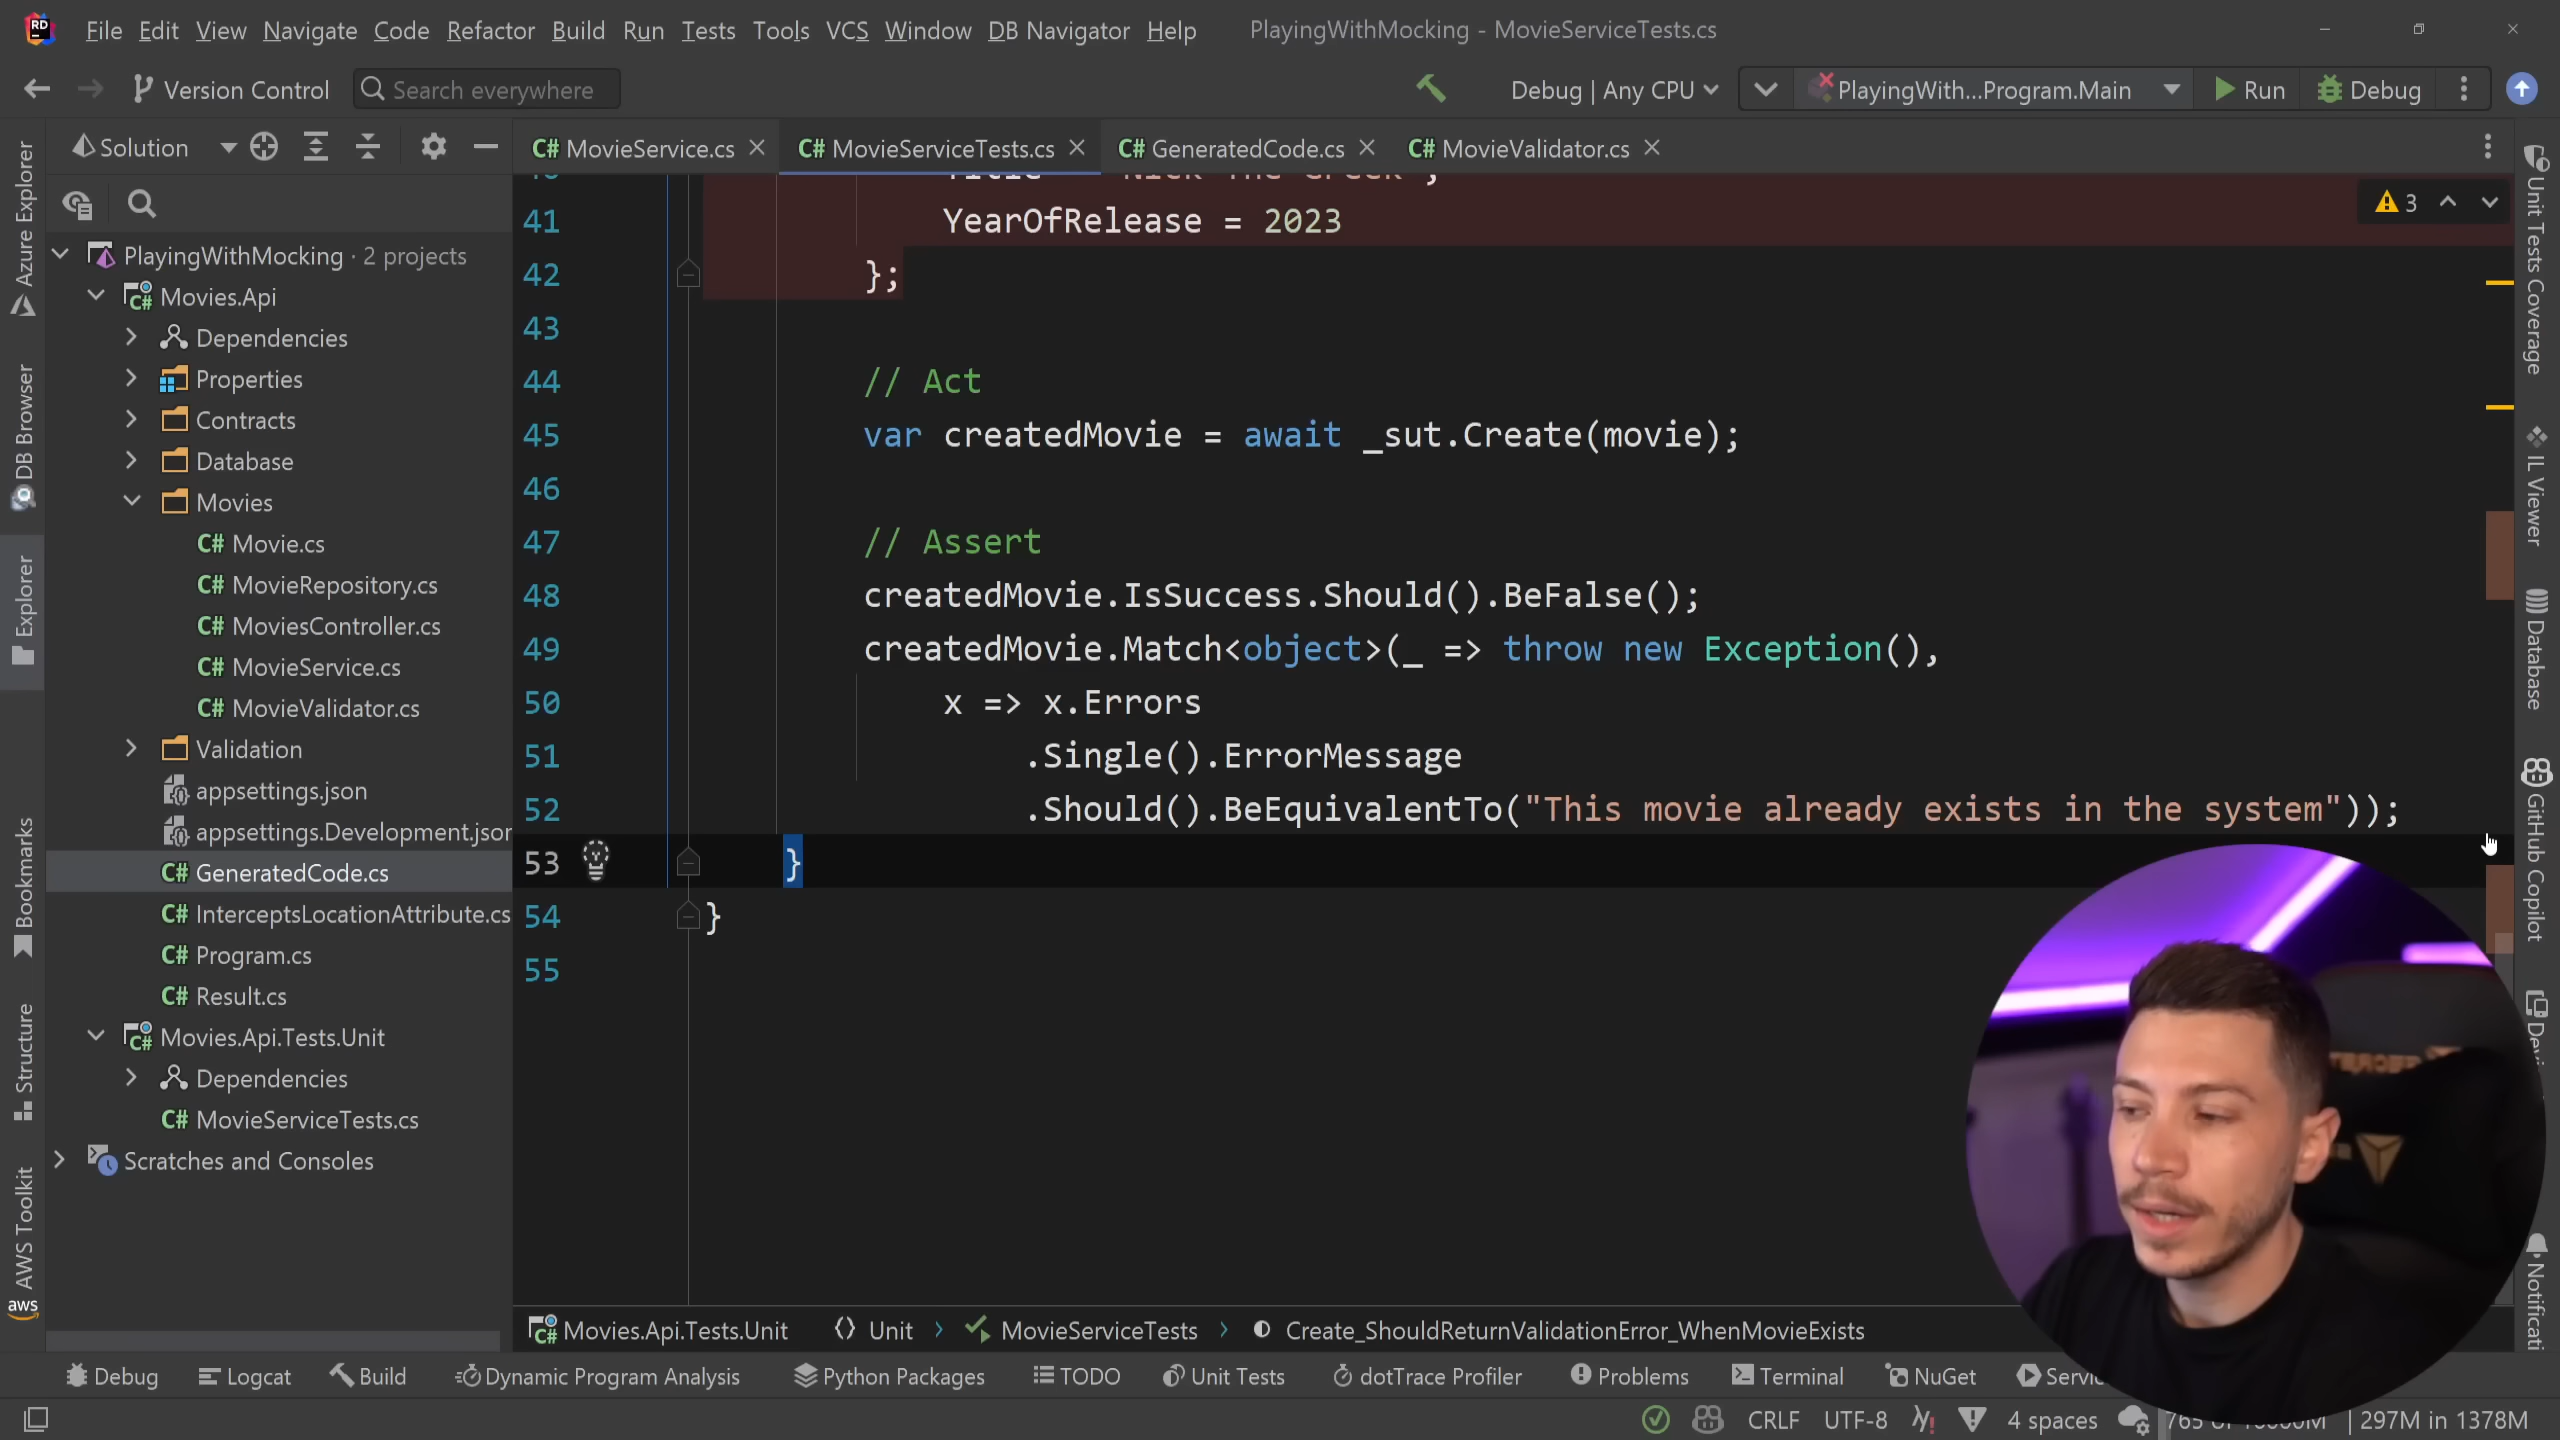 File Edit View Navigate Code Refactor Build Run Tests Tools VCS Window DB Navigator Help PlayingWithMocking - MovieServiceTests.cs
Version Control Search everywhere Debug | Any CPU PlayingWith...Program.Main Run Debug
Solution
C# MovieService.cs
C# MovieServiceTests.cs
C# GeneratedCode.cs
C# MovieValidator.cs
Azure Explorer
DB Browser
Explorer
Bookmarks
Structure
AWS Toolkit
aws
PlayingWithMocking · 2 projects
C# Movies.Api
Dependencies
Properties
Contracts
Database
Movies
C# Movie.cs
C# MovieRepository.cs
C# MoviesController.cs
C# MovieService.cs
C# MovieValidator.cs
Validation
appsettings.json
appsettings.Development.jsor
C# GeneratedCode.cs
C# InterceptsLocationAttribute.cs
C# Program.cs
C# Result.cs
C# Movies.Api.Tests.Unit
Dependencies
C# MovieServiceTests.cs
Scratches and Consoles
3
40 Title = "Nick The Greek",
41 YearOfRelease = 2023
42 };
43
44 // Act
45 var createdMovie = await _sut.Create(movie);
46
47 // Assert
48 createdMovie.IsSuccess.Should().BeFalse();
49 createdMovie.Match<object>(_ => throw new Exception(),
50 x => x.Errors
51 .Single().ErrorMessage
52 .Should().BeEquivalentTo("This movie already exists in the system"));
53 }
54 }
55
Unit Tests Coverage
IL Viewer
Database
GitHub Copilot
Notificati
C# Movies.Api.Tests.Unit Unit MovieServiceTests Create_ShouldReturnValidationError_WhenMovieExists
Debug Logcat Build Dynamic Program Analysis Python Packages TODO Unit Tests dotTrace Profiler Problems Terminal NuGet Servic
CRLF UTF-8 4 spaces 297M in 1378M